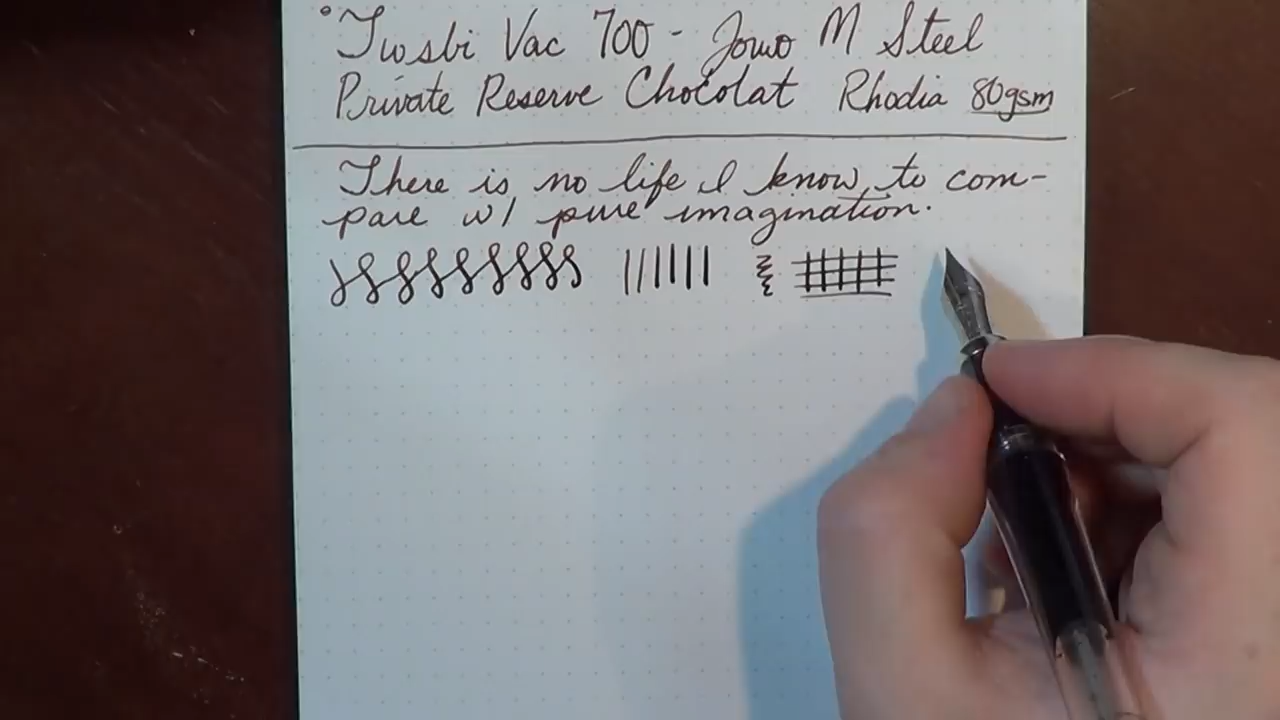 Twsbi Vac 700 - Jowo M Steel
Private Reserve Chocolat Rhodia 80gsm
There is no life I know, to com-
pare w/ pure imagination.